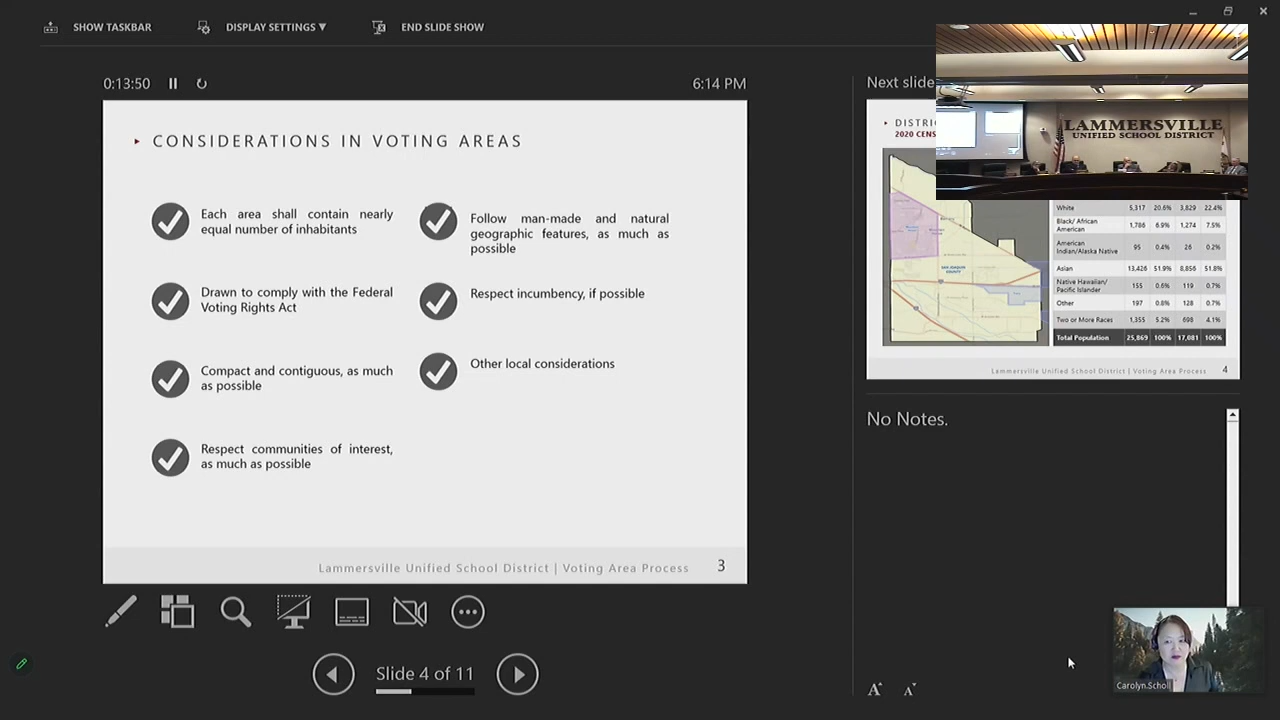 SHOW TASKBAR
DISPLAY SETTINGS ▼
END SLIDE SHOW
0:13:50
6:14 PM
CONSIDERATIONS IN VOTING AREAS
Each area shall contain nearly
equal number of inhabitants
Drawn to comply with the Federal
Voting Rights Act
Compact and contiguous, as much
as possible
Respect communities of interest,
as much as possible
Follow man-made and natural
geographic features, as much as
possible
Respect incumbency, if possible
Other local considerations
Lammersville Unified School District | Voting Area Process 3
Slide 4 of 11
Next slide
LAMMERSVILLE
UNIFIED SCHOOL DISTRICT
DISTRI
2020 CENS
White 5,317 20.6% 3,829 22.4%
Black/ African
American 1,786 6.9% 1,274 7.5%
American
Indian/Alaska Native 95 0.4% 26 0.2%
Asian 13,426 51.9% 8,856 51.8%
Native Hawaiian/
Pacific Islander 155 0.6% 119 0.7%
Other 197 0.8% 128 0.7%
Two or More Races 1,355 5.2% 698 4.1%
Total Population 25,869 100% 17,081 100%
SAN JOAQUIN
COUNTY
Lammersville Unified School District | Voting Area Process 4
No Notes.
Carolyn.Scholl